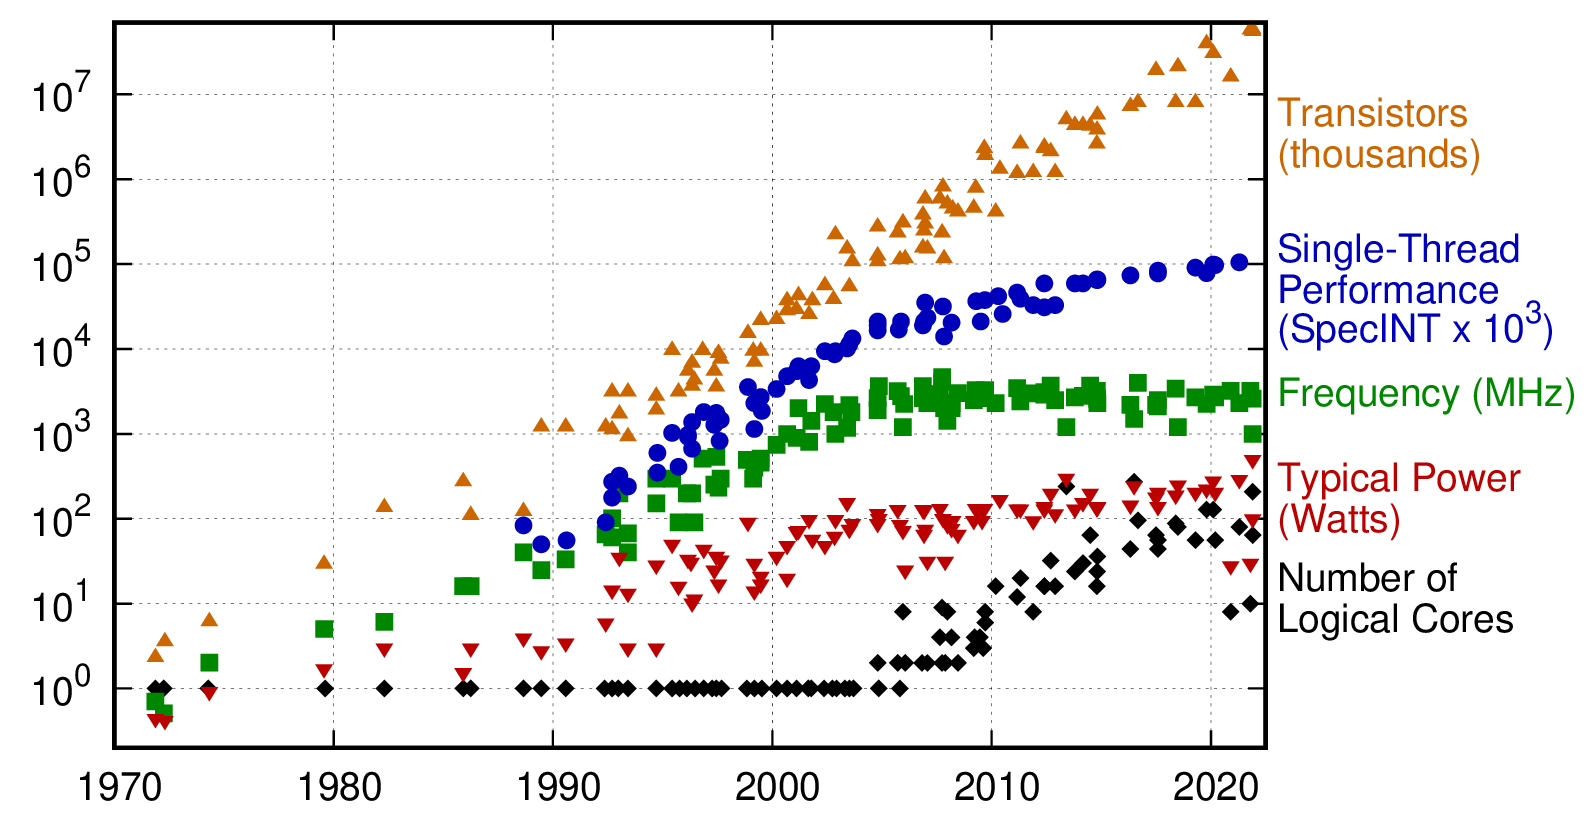 10^7
10^6
10^5
10^4
10^3
10^2
10^1
10^0
1970 1980 1990 2000 2010 2020
Transistors
(thousands)
Single-Thread
Performance
(SpecINT x 10^3)
Frequency (MHz)
Typical Power
(Watts)
Number of
Logical Cores